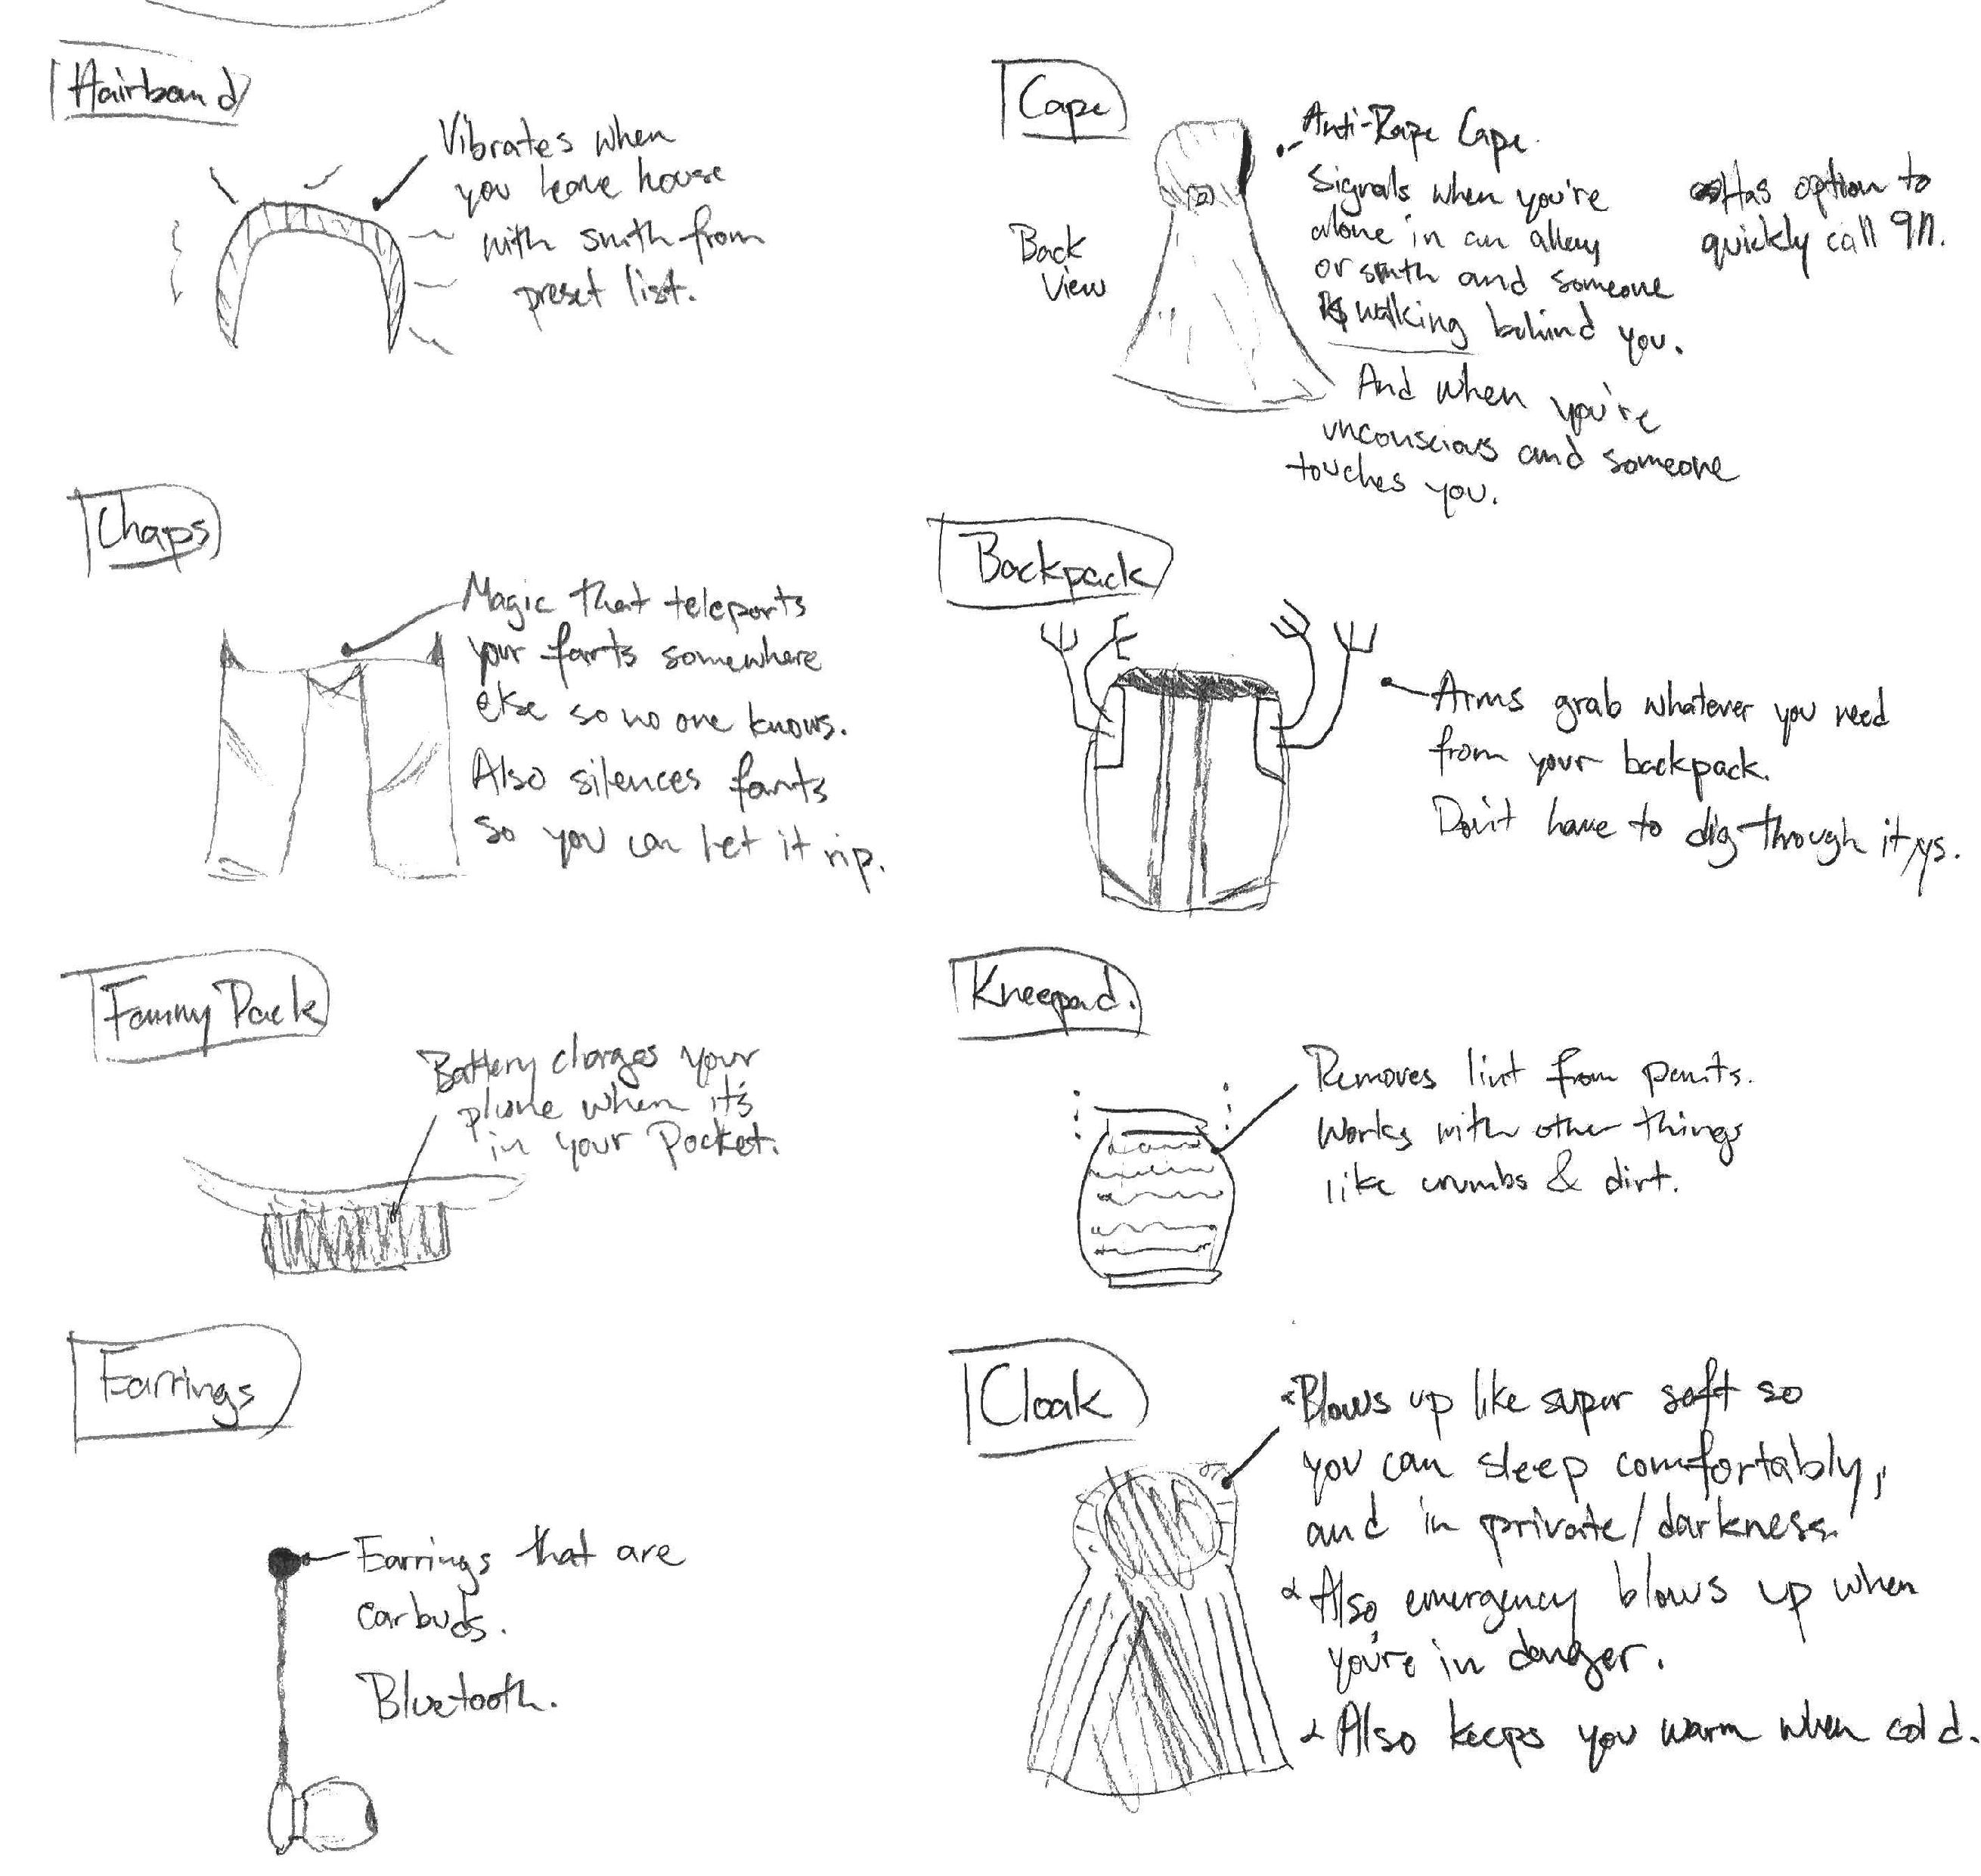 Hairband
Vibrates when
you leave house
with smth from
preset list.
Cape
Back
View
Anti-Rape Cape.
Signals when you're
alone in an alley
or smth and someone
is walking behind you.
And when you're
unconscious and someone
touches you.
Has option to
quickly call 911.
Chaps
Magic that teleports
your farts somewhere
else so no one knows.
Also silences farts
so you can let it rip.
Backpack
Arms grab whatever you need
from your backpack.
Don't have to dig through it
Fanny Pack
Battery charges your
phone when it's
in your Pocket.
Kneepad.
Removes lint from pants.
Works with other things
like crumbs & dirt.
Earrings
Earrings that are
earbuds.
Bluetooth.
Cloak
Blows up like super soft so
you can sleep comfortably,
and in private/darkness.
Also emergency blows up when
you're in danger.
Also keeps you warm when cold.